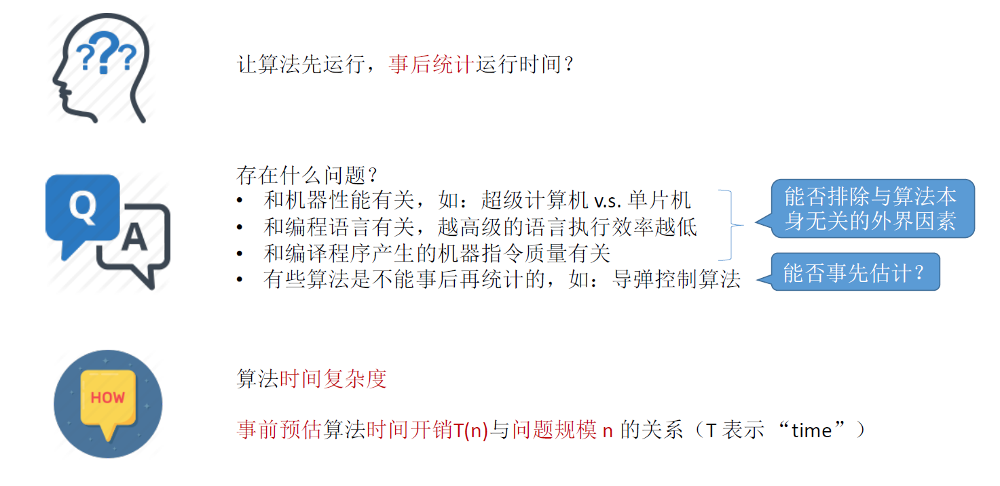 ???
让算法先运行，事后统计运行时间？
Q
A
存在什么问题？
• 和机器性能有关，如：超级计算机 v.s. 单片机
• 和编程语言有关，越高级的语言执行效率越低
• 和编译程序产生的机器指令质量有关
• 有些算法是不能事后再统计的，如：导弹控制算法
能否排除与算法本
身无关的外界因素
能否事先估计？
HOW
算法时间复杂度
事前预估算法时间开销T(n)与问题规模 n 的关系（T 表示“time”）